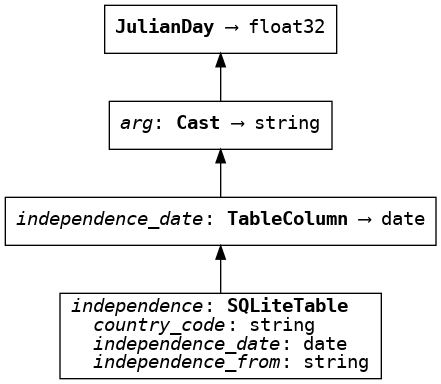 JulianDay → float32
arg: Cast → string
independence_date: TableColumn → date
independence: SQLiteTable
country_code: string
independence_date: date
independence_from: string